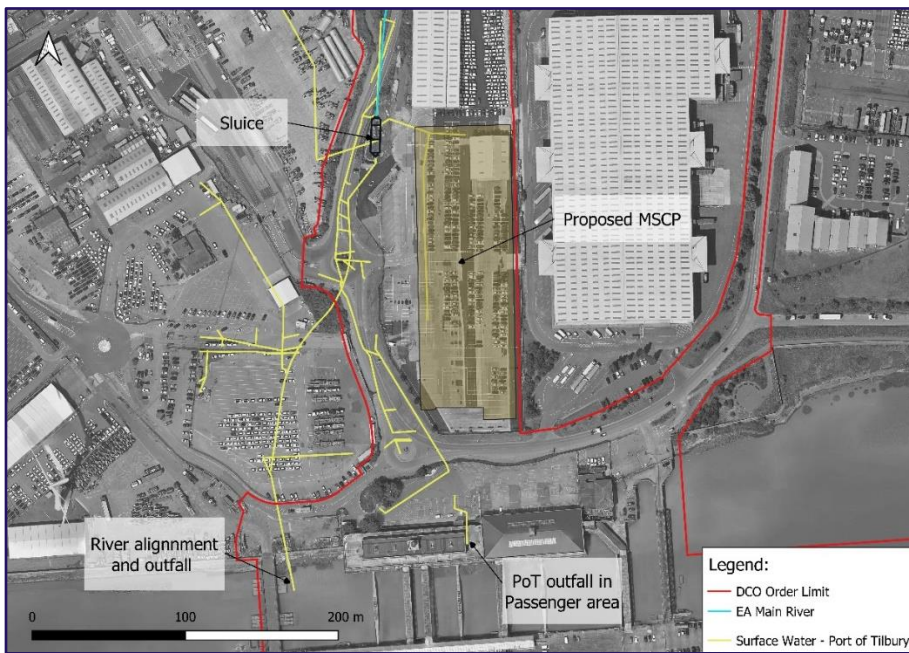 Sluice
Proposed MSCP
River alignnment
and outfall
PoT outfall in
Passenger area
0 100 200 m
Legend:
DCO Order Limit
EA Main River
Surface Water - Port of Tilbury